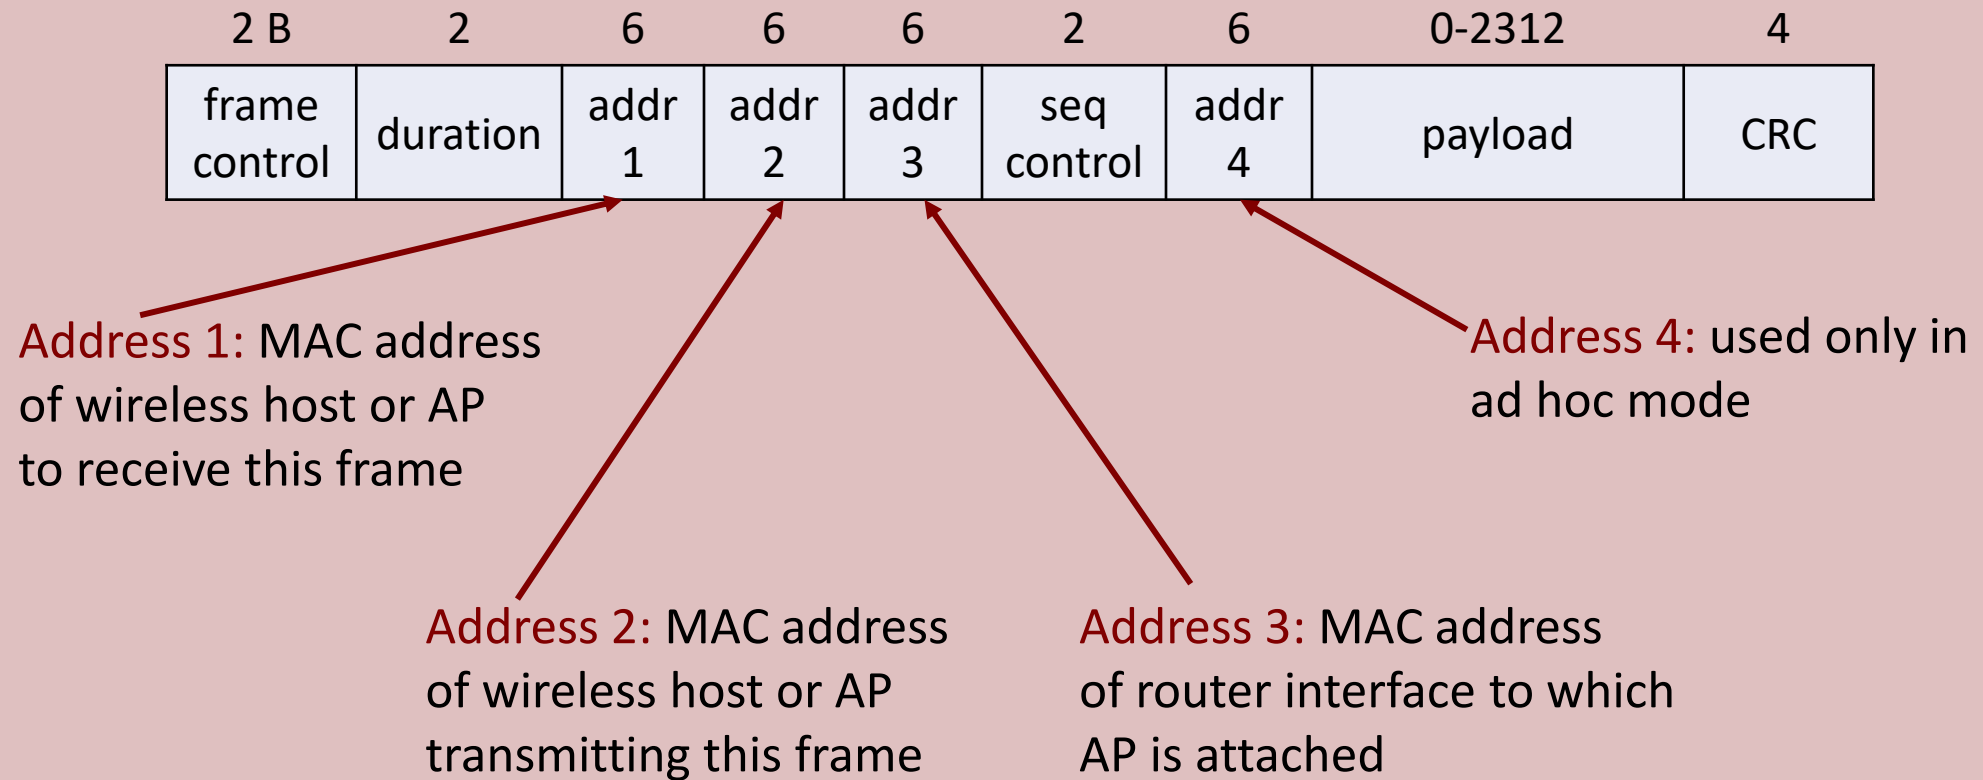 2 B 2 6 6 6 2 6 0-2312 4
frame control duration addr 1 addr 2 addr 3 seq control addr 4 payload CRC
Address 1: MAC address
of wireless host or AP
to receive this frame
Address 4: used only in
ad hoc mode
Address 2: MAC address
of wireless host or AP
transmitting this frame
Address 3: MAC address
of router interface to which
AP is attached